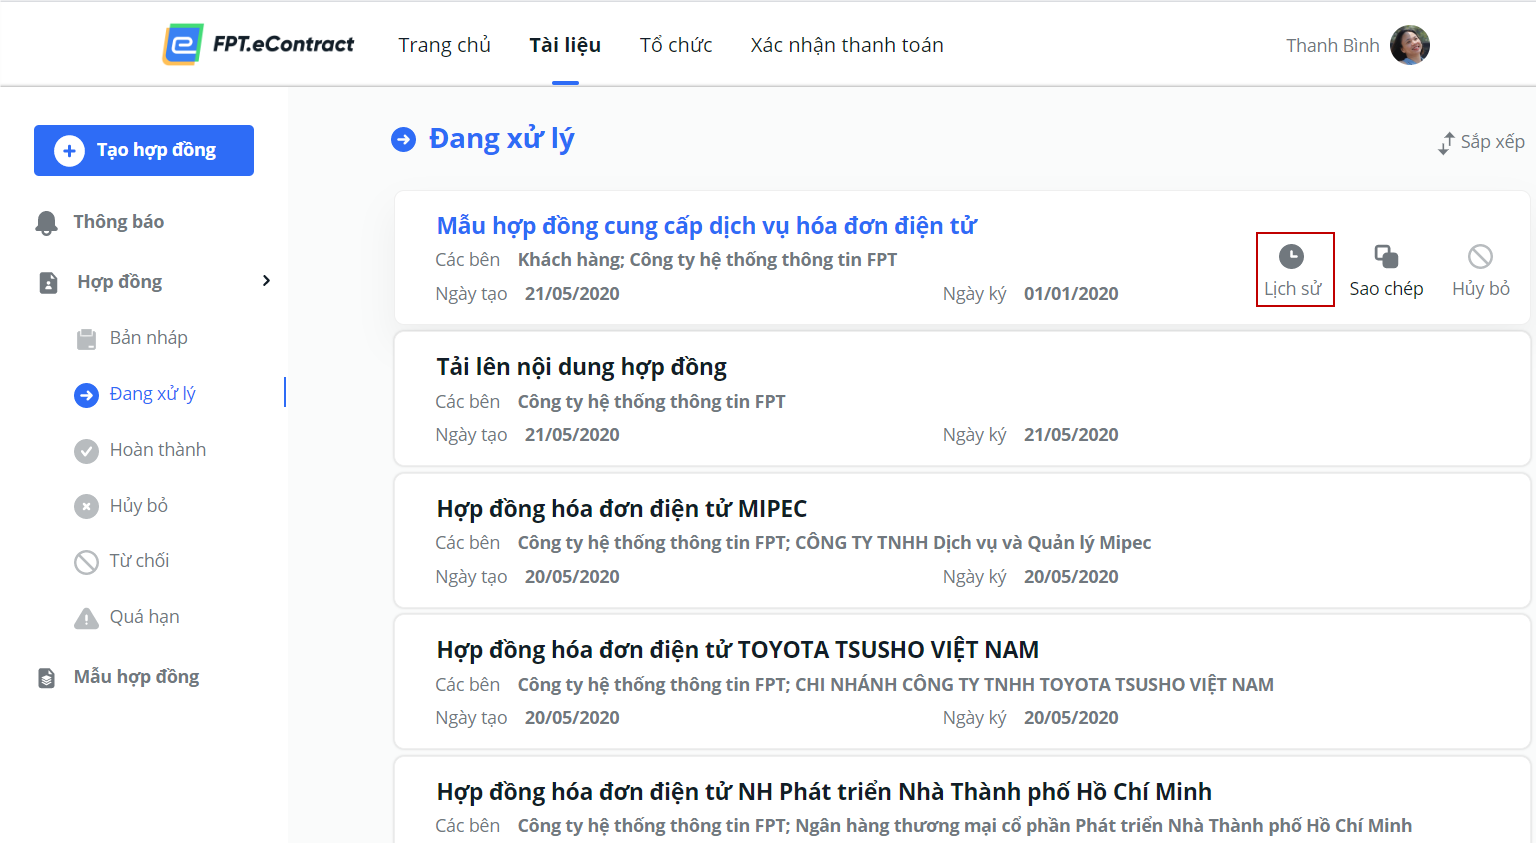 FPT.eContract Trang chủ Tài liệu Tổ chức Xác nhận thanh toán Thanh Bình
Tạo hợp đồng
Thông báo
Hợp đồng
Bản nháp
Đang xử lý
Hoàn thành
Hủy bỏ
Từ chối
Quá hạn
Mẫu hợp đồng
Đang xử lý
Sắp xếp
Mẫu hợp đồng cung cấp dịch vụ hóa đơn điện tử
Các bên Khách hàng; Công ty hệ thống thông tin FPT
Ngày tạo 21/05/2020 Ngày ký 01/01/2020
Lịch sử Sao chép Hủy bỏ
Tải lên nội dung hợp đồng
Các bên Công ty hệ thống thông tin FPT
Ngày tạo 21/05/2020 Ngày ký 21/05/2020
Hợp đồng hóa đơn điện tử MIPEC
Các bên Công ty hệ thống thông tin FPT; CÔNG TY TNHH Dịch vụ và Quản lý Mipec
Ngày tạo 20/05/2020 Ngày ký 20/05/2020
Hợp đồng hóa đơn điện tử TOYOTA TSUSHO VIỆT NAM
Các bên Công ty hệ thống thông tin FPT; CHI NHÁNH CÔNG TY TNHH TOYOTA TSUSHO VIỆT NAM
Ngày tạo 20/05/2020 Ngày ký 20/05/2020
Hợp đồng hóa đơn điện tử NH Phát triển Nhà Thành phố Hồ Chí Minh
Các bên Công ty hệ thống thông tin FPT; Ngân hàng thương mại cổ phần Phát triển Nhà Thành phố Hồ Chí Minh